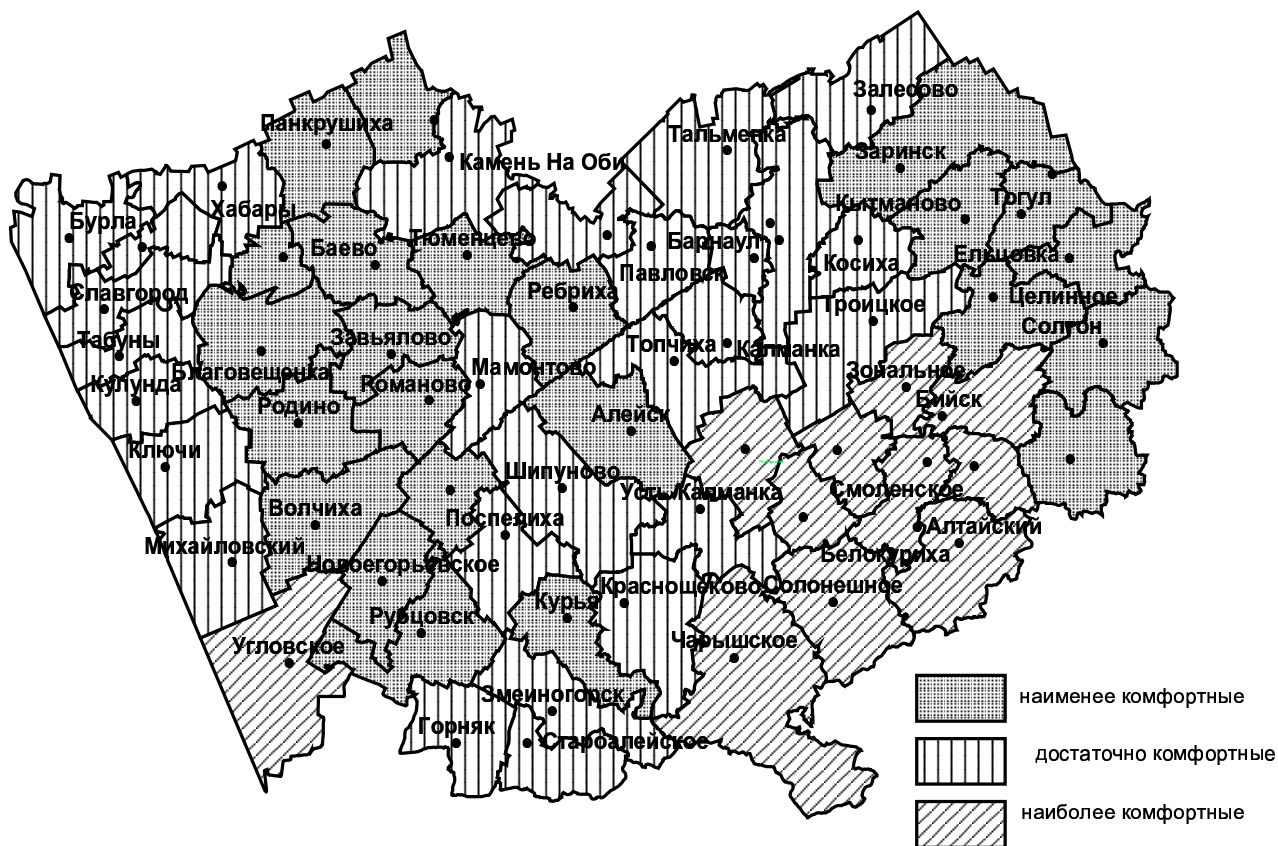 Залесово
Панкрушиха
Тальменка
Камень На Оби
Заринск
Кытманово
Тогул
Хабары
Бурла
Баево
Тюменцево
Барнаул
Ельцовка
Косиха
Павловск
Славгород
Ребриха
Целинное
Троицкое
Солтон
Табуны
Завьялово
Топчиха
Калманка
Мамонтово
Благовещенка
Зональное
Кулунда
Романово
Бийск
Родино
Алейск
Ключи
Шипуново
Усть Калманка
Смоленское
Волчиха
Поспелиха
Алтайский
Михайловский
Белокуриха
Новоегорьевское
Краснощеково
Солонешное
Курья
Рубцовск
Чарышское
Угловское
Змеиногорск
наименее комфортные
Горняк
Староалейское
достаточно комфортные
наиболее комфортные